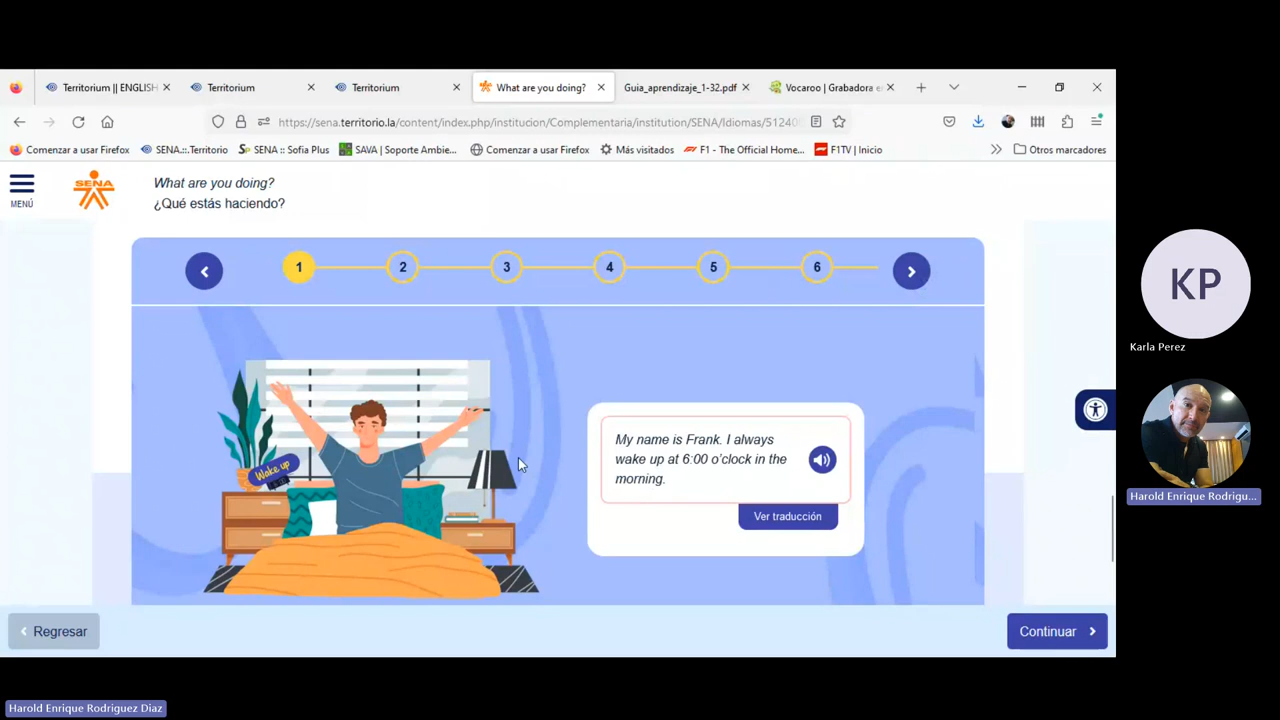 Territorium || ENGLISH
Territorium
Territorium
What are you doing?
Guia_aprendizaje_1-32.pdf
Vocaroo | Grabadora
https://sena.territorio.la/content/index.php/institucion/Complementaria/institution/SENA/Idiomas/51240
Comenzar a usar Firefox
SENA.::.Territorio
SENA :: Sofia Plus
SAVA | Soporte Ambie...
Comenzar a usar Firefox
Más visitados
F1 - The Official Home...
F1TV | Inicio
Otros marcadores
MENÚ
SENA
What are you doing?
¿Qué estás haciendo?
1 2 3 4 5 6
Wake up
My name is Frank. I always
wake up at 6:00 o'clock in the
morning.
Ver traducción
Regresar
Continuar
KP
Karla Perez
Harold Enrique Rodrigu...
Harold Enrique Rodriguez Diaz